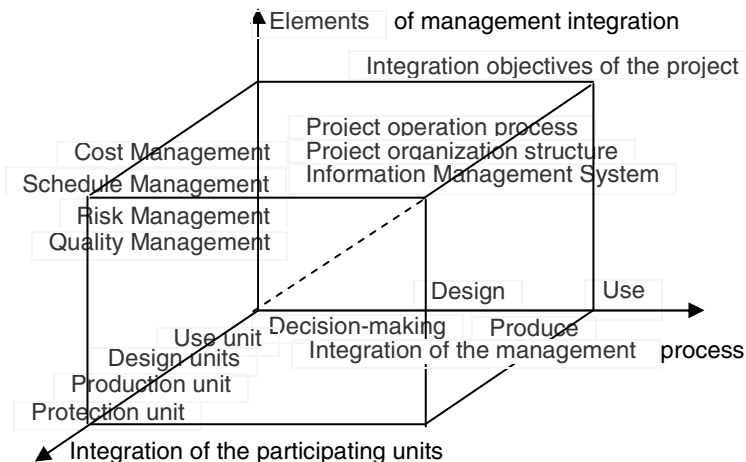 Elements of management integration
Integration objectives of the project
Project operation process
Cost Management
Project organization structure
Schedule Management
Information Management System
Risk Management
Quality Management
Design
Use
Use unit
Decision-making
Produce
Design units
Integration of the management process
Production unit
Protection unit
Integration of the participating units